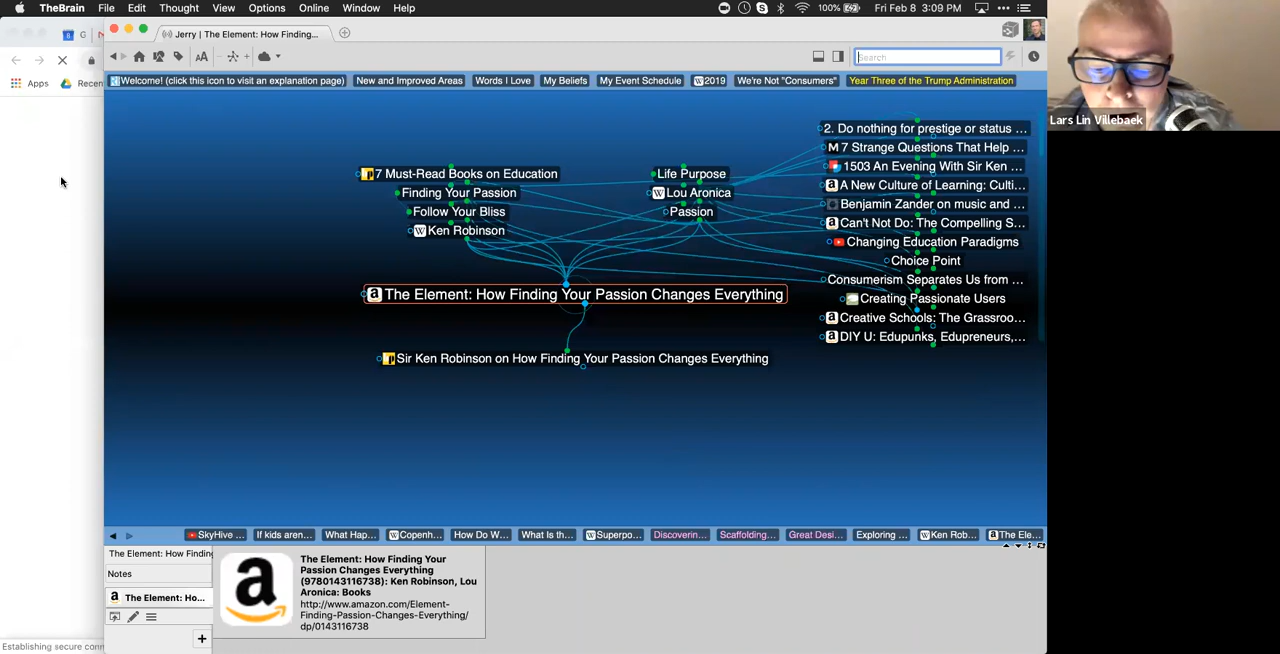 TheBrain File Edit Thought View Options Online Window Help
100% Fri Feb 8 3:09 PM
Jerry | The Element: How Finding...
G
Search
Apps
Recen
Welcome! (click this icon to visit an explanation page)
New and Improved Areas
Words I Love
My Beliefs
My Event Schedule
2019
We're Not "Consumers"
Year Three of the Trump Administration
Lars Lin Villebaek
7 Must-Read Books on Education
Finding Your Passion
Follow Your Bliss
Ken Robinson
Life Purpose
Lou Aronica
Passion
2. Do nothing for prestige or status ...
7 Strange Questions That Help ...
1503 An Evening With Sir Ken ...
A New Culture of Learning: Culti...
Benjamin Zander on music and ...
Can't Not Do: The Compelling S...
Changing Education Paradigms
Choice Point
Consumerism Separates Us from ...
Creating Passionate Users
Creative Schools: The Grassroo...
DIY U: Edupunks, Edupreneurs,...
The Element: How Finding Your Passion Changes Everything
Sir Ken Robinson on How Finding Your Passion Changes Everything
SkyHive ...
If kids aren...
What Hap...
Copenh...
How Do W...
What Is th...
Superpo...
Discoverin...
Scaffolding...
Great Desi...
Exploring ...
Ken Rob...
The Ele...
The Element: How Finding
Notes
The Element: Ho...
The Element: How Finding Your
Passion Changes Everything
(9780143116738): Ken Robinson, Lou
Aronica: Books
http://www.amazon.com/Element-
Finding-Passion-Changes-Everything/
dp/0143116738
Establishing secure conn